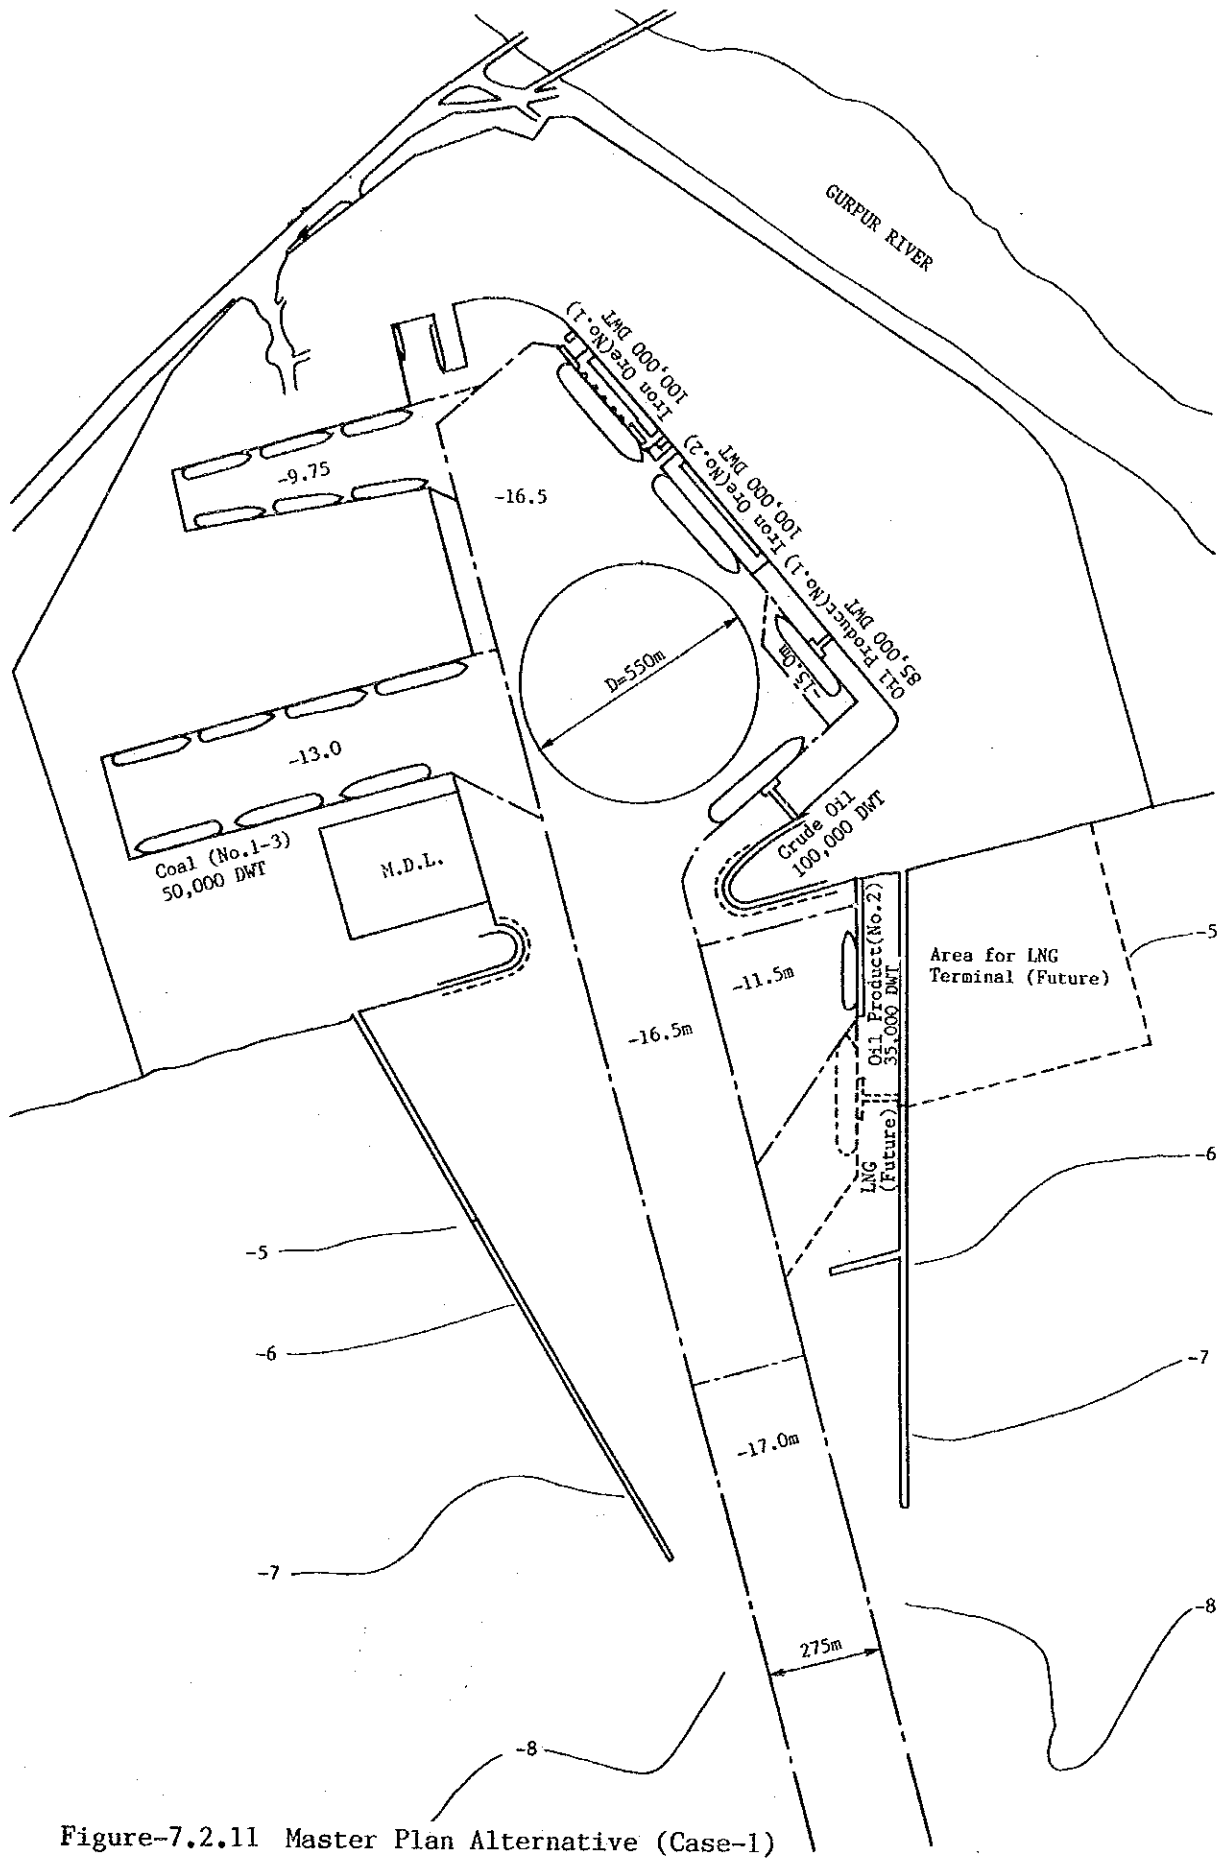 GURPUR RIVER
Iron Ore(No.1)
100,000 DWT
Iron Ore(No.2)
100,000 DWT
Oil Product(No.1)
85,000 DWT
-9.75
-16.5
D=550m
-15.0m
-13.0
Coal (No.1-3)
50,000 DWT
M.D.L.
Crude Oil
100,000 DWT
Oil Product(No.2)
35,000 DWT
Area for LNG
Terminal (Future)
-5
-11.5m
-16.5m
LNG
(Future)
-6
-5
-6
-7
-17.0m
-7
-8
275m
-8
Figure-7.2.11 Master Plan Alternative (Case-1)